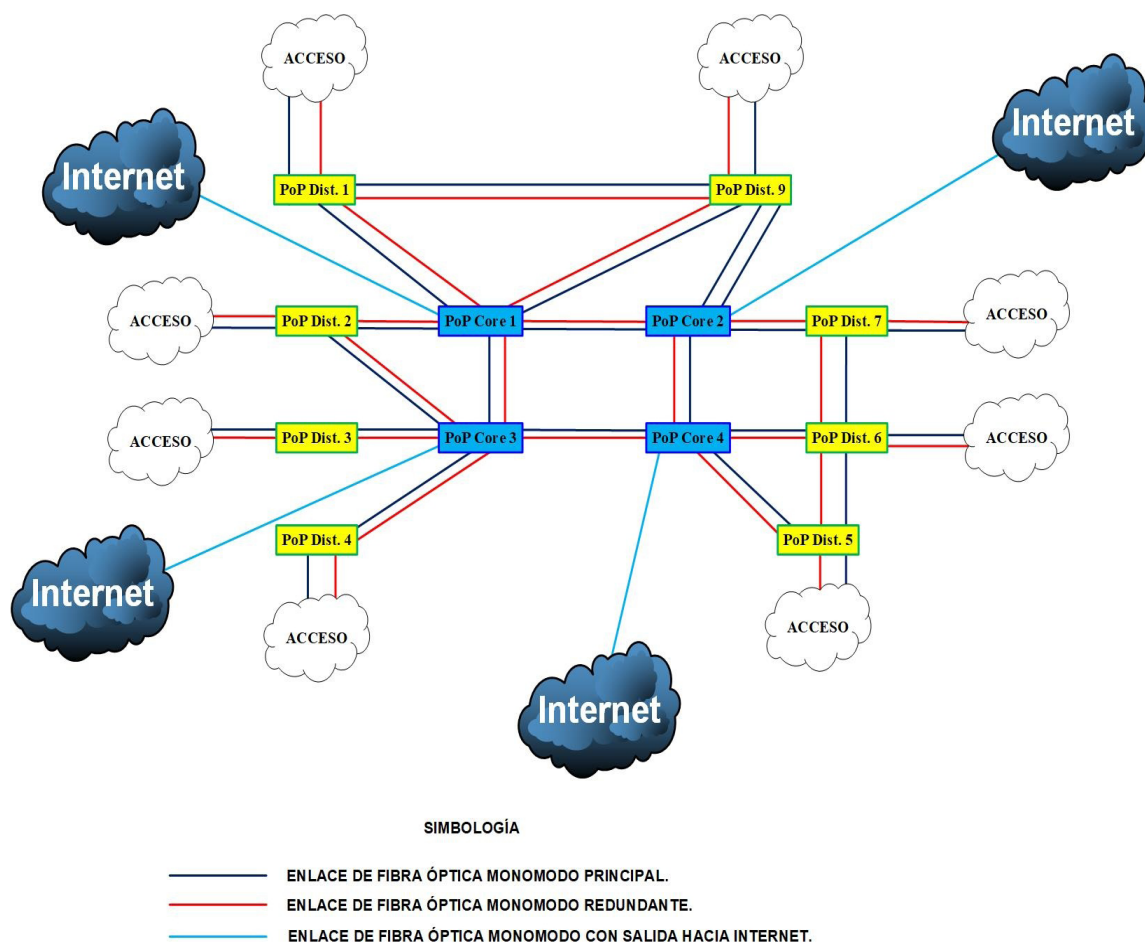 ACCESO
ACCESO
Internet
Internet
PoP Dist. 1
PoP Dist. 9
ACCESO
PoP Dist. 2
PoP Core 1
PoP Core 2
PoP Dist. 7
ACCESO
ACCESO
PoP Dist. 3
PoP Core 3
PoP Core 4
PoP Dist. 6
ACCESO
PoP Dist. 4
PoP Dist. 5
Internet
ACCESO
ACCESO
Internet
SIMBOLOGÍA
ENLACE DE FIBRA ÓPTICA MONOMODO PRINCIPAL.
ENLACE DE FIBRA ÓPTICA MONOMODO REDUNDANTE.
ENLACE DE FIBRA ÓPTICA MONOMODO CON SALIDA HACIA INTERNET.